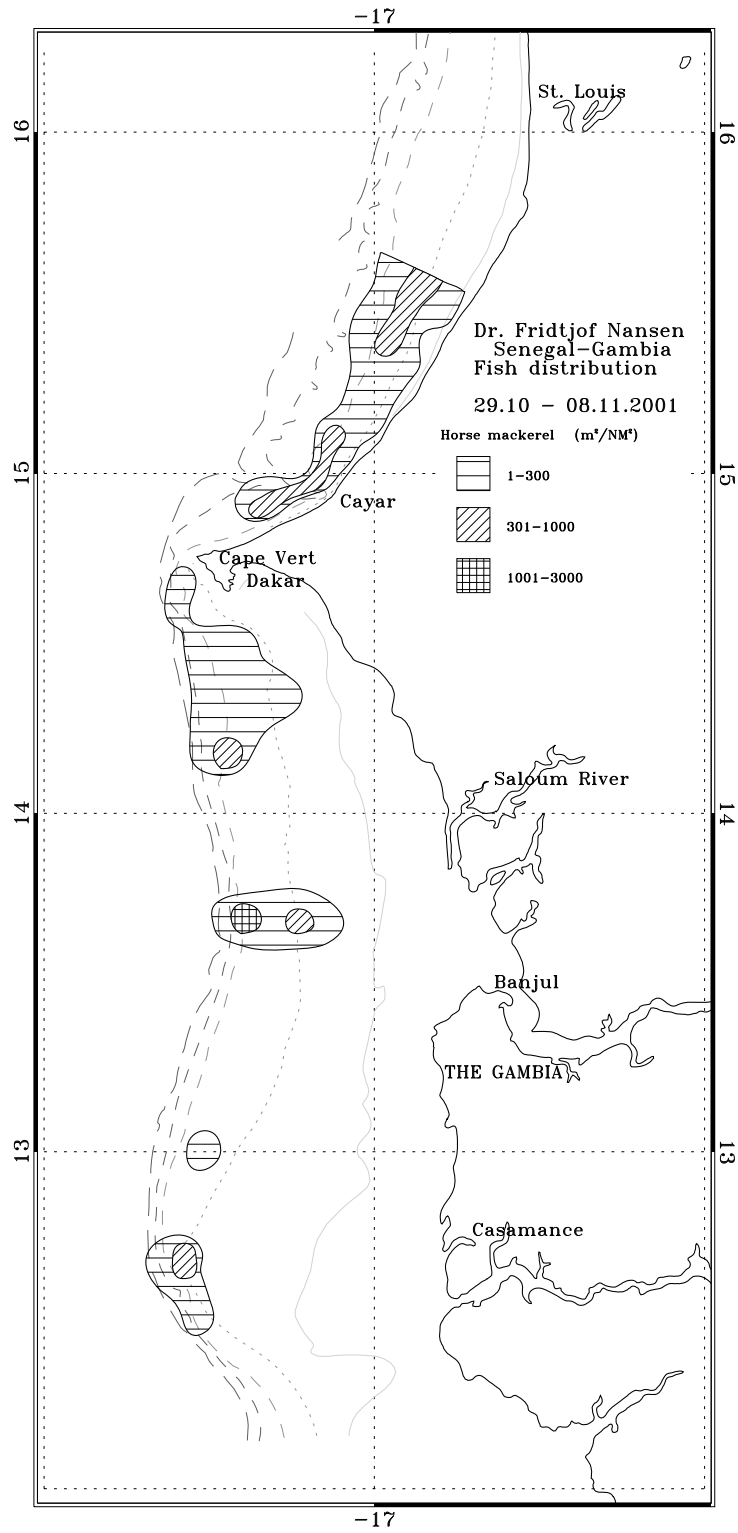 −17
St. Louis
16
16
Dr. Fridtjof Nansen
Senegal−Gambia
Fish distribution
29.10 − 08.11.2001
Horse mackerel (m²/NM²)
15
15
1−300
Cayar
301−1000
Cape Vert
Dakar
1001−3000
Saloum River
14
14
Banjul
THE GAMBIA
13
13
Casamance
−17